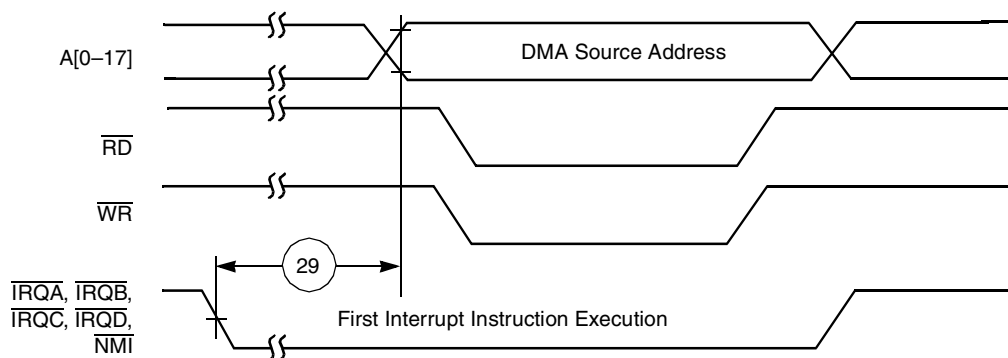 A[0–17]
DMA Source Address
RD
WR
29
IRQA, IRQB,
IRQC, IRQD,
NMI
First Interrupt Instruction Execution